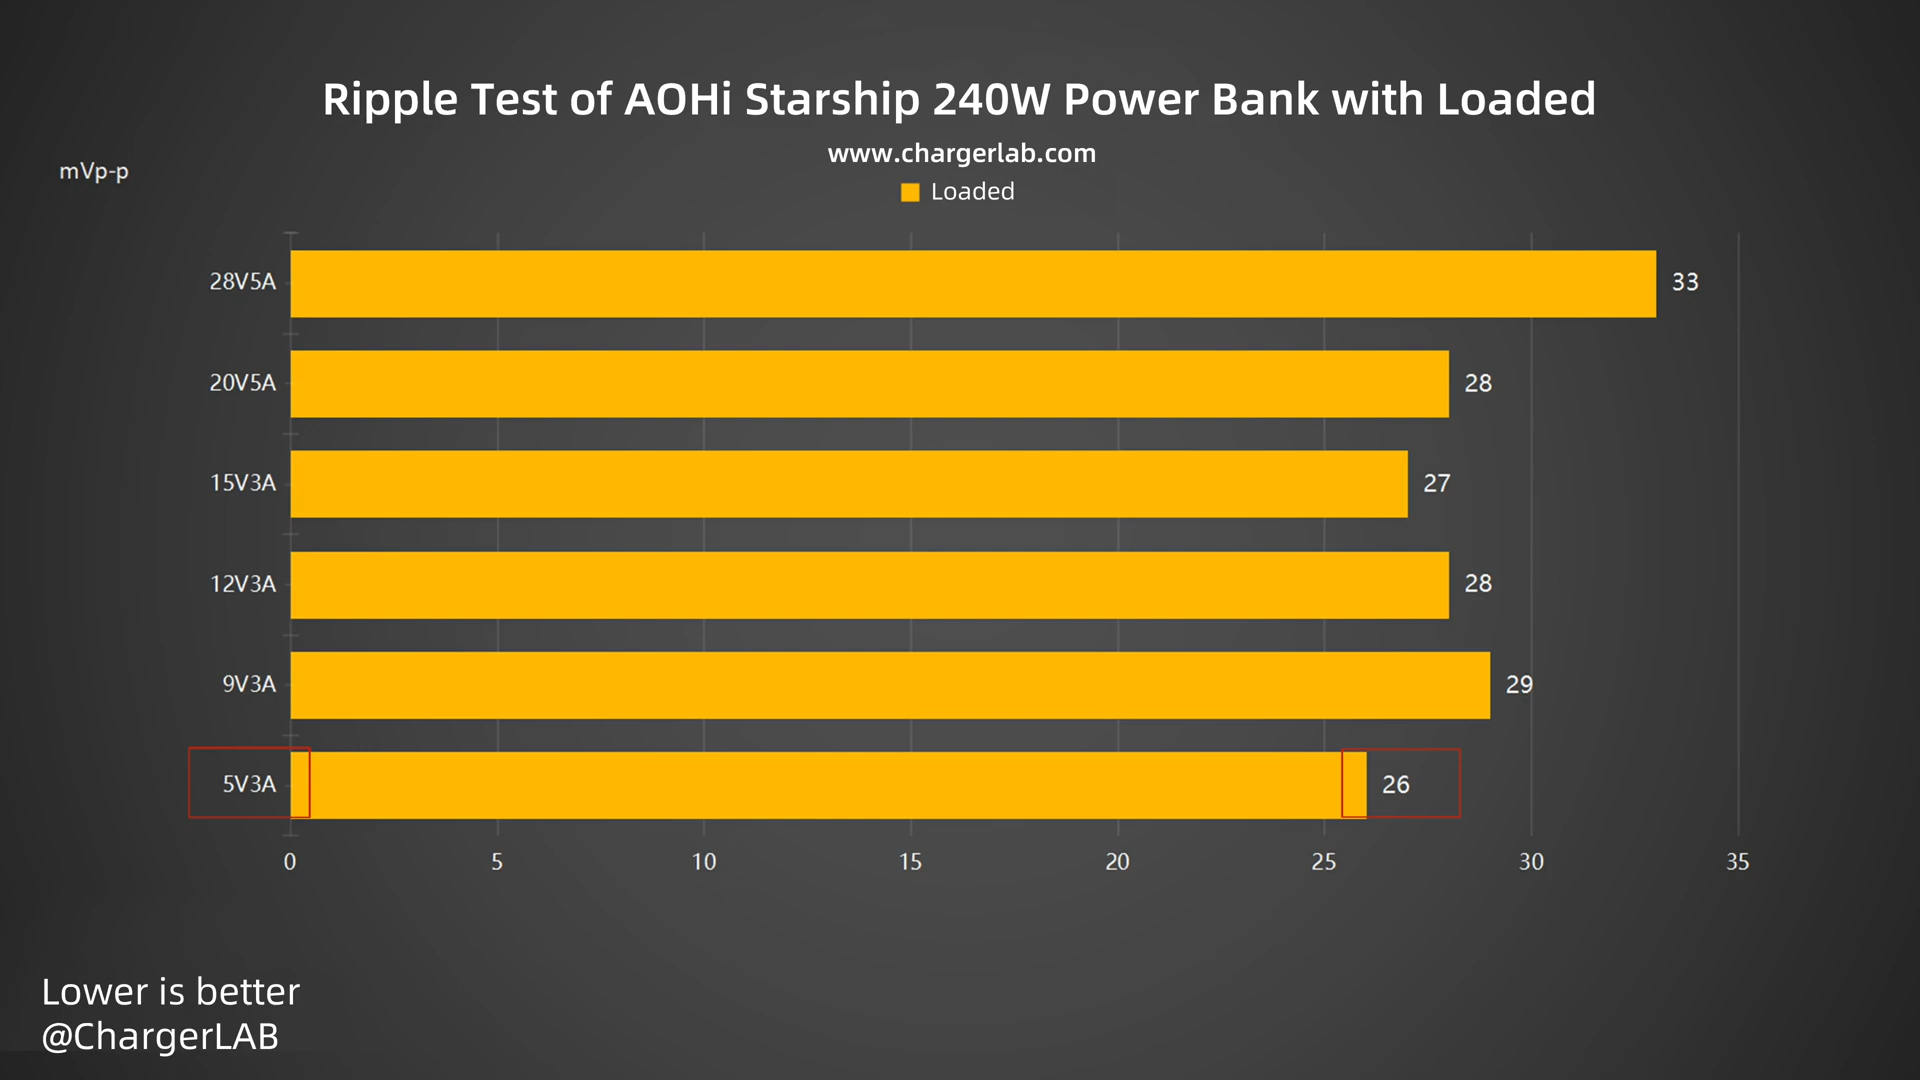 Ripple Test of AOHi Starship 240W Power Bank with Loaded
www.chargerlab.com
mVp-p
Loaded
28V5A 33
20V5A 28
15V3A 27
12V3A 28
9V3A 29
5V3A 26
0 5 10 15 20 25 30 35
Lower is better
@ChargerLAB